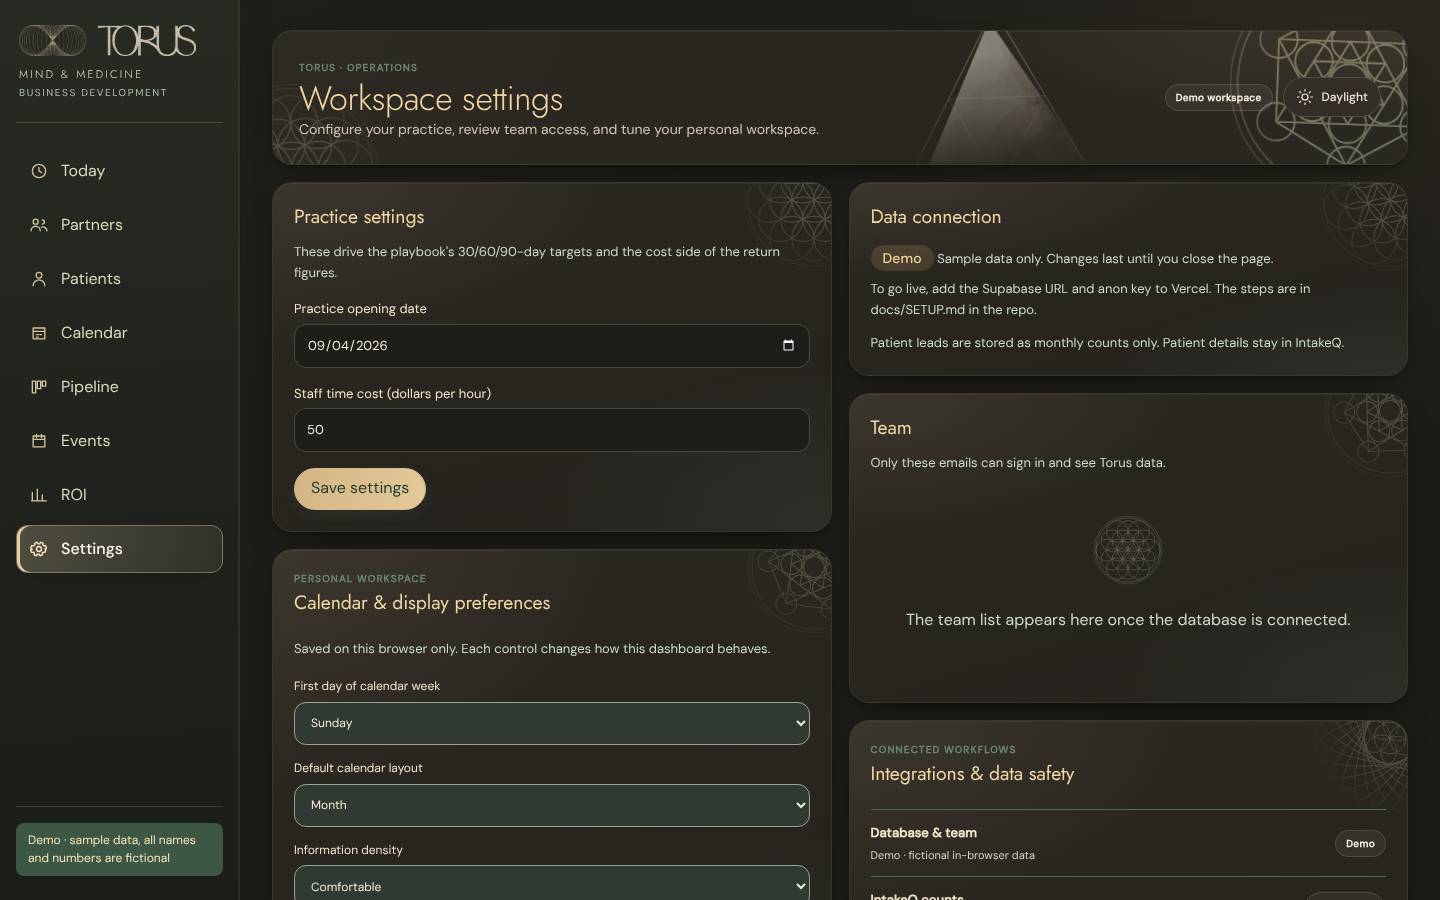 TORUS
MIND & MEDICINE
BUSINESS DEVELOPMENT
Today
Partners
Patients
Calendar
Pipeline
Events
ROI
Settings
Demo · sample data, all names
and numbers are fictional
TORUS · OPERATIONS
Workspace settings
Configure your practice, review team access, and tune your personal workspace.
Demo workspace
Daylight
Practice settings
These drive the playbook's 30/60/90-day targets and the cost side of the return
figures.
Practice opening date
09/04/2026
Staff time cost (dollars per hour)
50
Save settings
PERSONAL WORKSPACE
Calendar & display preferences
Saved on this browser only. Each control changes how this dashboard behaves.
First day of calendar week
Sunday
Default calendar layout
Month
Information density
Comfortable
Data connection
Demo Sample data only. Changes last until you close the page.
To go live, add the Supabase URL and anon key to Vercel. The steps are in
docs/SETUP.md in the repo.
Patient leads are stored as monthly counts only. Patient details stay in IntakeQ.
Team
Only these emails can sign in and see Torus data.
The team list appears here once the database is connected.
CONNECTED WORKFLOWS
Integrations & data safety
Database & team
Demo · fictional in-browser data
Demo
IntakeQ counts